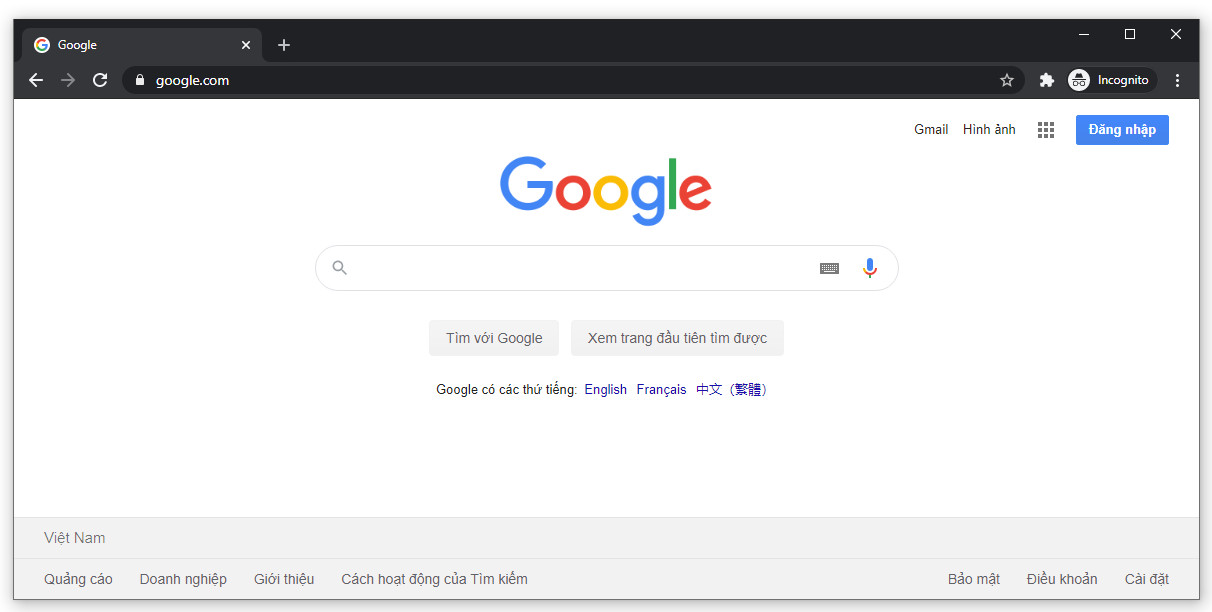 Google
google.com
Incognito
Gmail Hình ảnh Đăng nhập
Google
Tìm với Google Xem trang đầu tiên tìm được
Google có các thứ tiếng: English Français 中文（繁體）
Việt Nam
Quảng cáo Doanh nghiệp Giới thiệu Cách hoạt động của Tìm kiếm Bảo mật Điều khoản Cài đặt